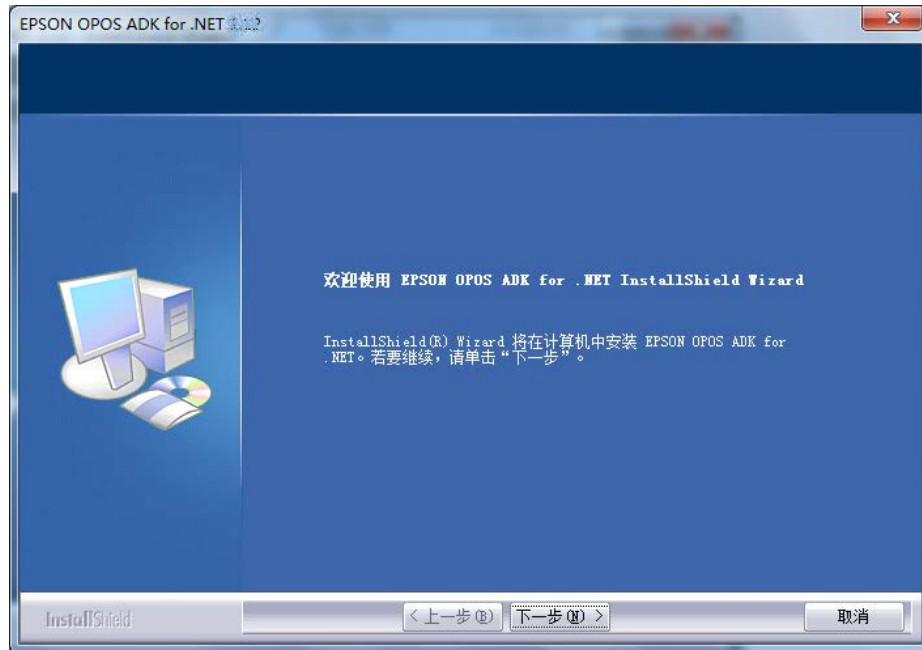 EPSON OPOS ADK for .NET
欢迎使用 EPSON OPOS ADK for .NET InstallShield Wizard
InstallShield(R) Wizard 将在计算机中安装 EPSON OPOS ADK for
.NET。若要继续，请单击“下一步”。
InstallShield
< 上一步(B)
下一步(N) >
取消